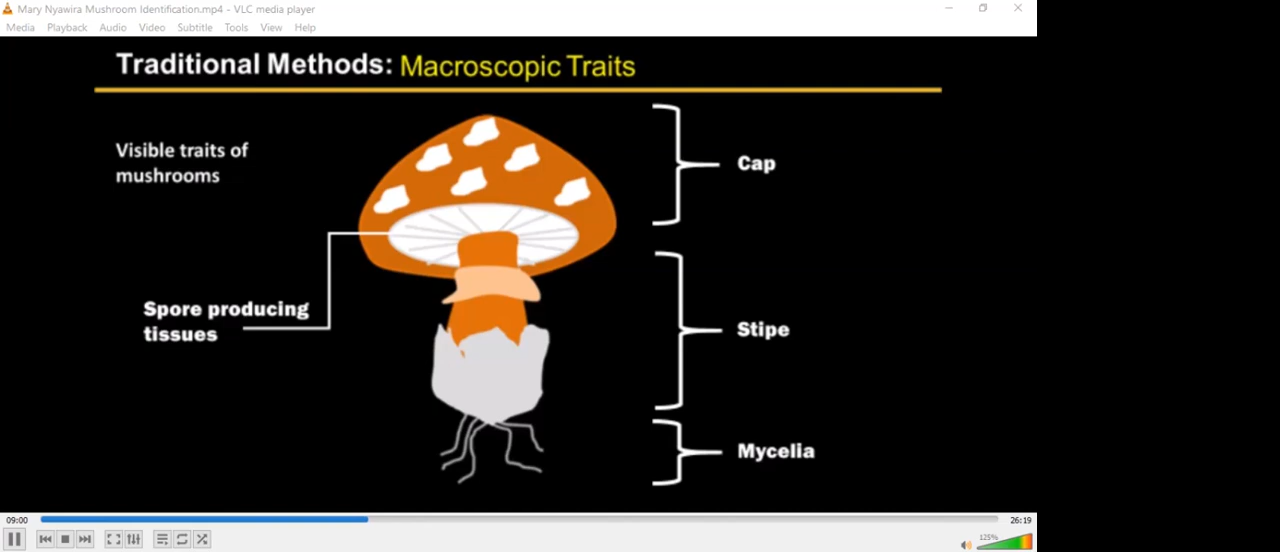 Mary Nyawira Mushroom Identification.mp4 - VLC media player
Media Playback Audio Video Subtitle Tools View Help
Traditional Methods: Macroscopic Traits
Visible traits of
mushrooms
Cap
Spore producing
tissues
Stipe
Mycelia
09:00
26:19
125%